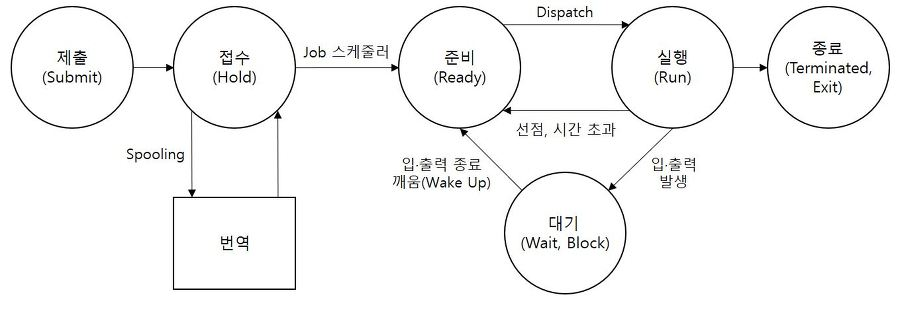 제출
(Submit)
접수
(Hold)
Job 스케줄러
준비
(Ready)
Dispatch
실행
(Run)
종료
(Terminated,
Exit)
선점, 시간 초과
Spooling
입·출력 종료
깨움(Wake Up)
입·출력
발생
번역
대기
(Wait, Block)